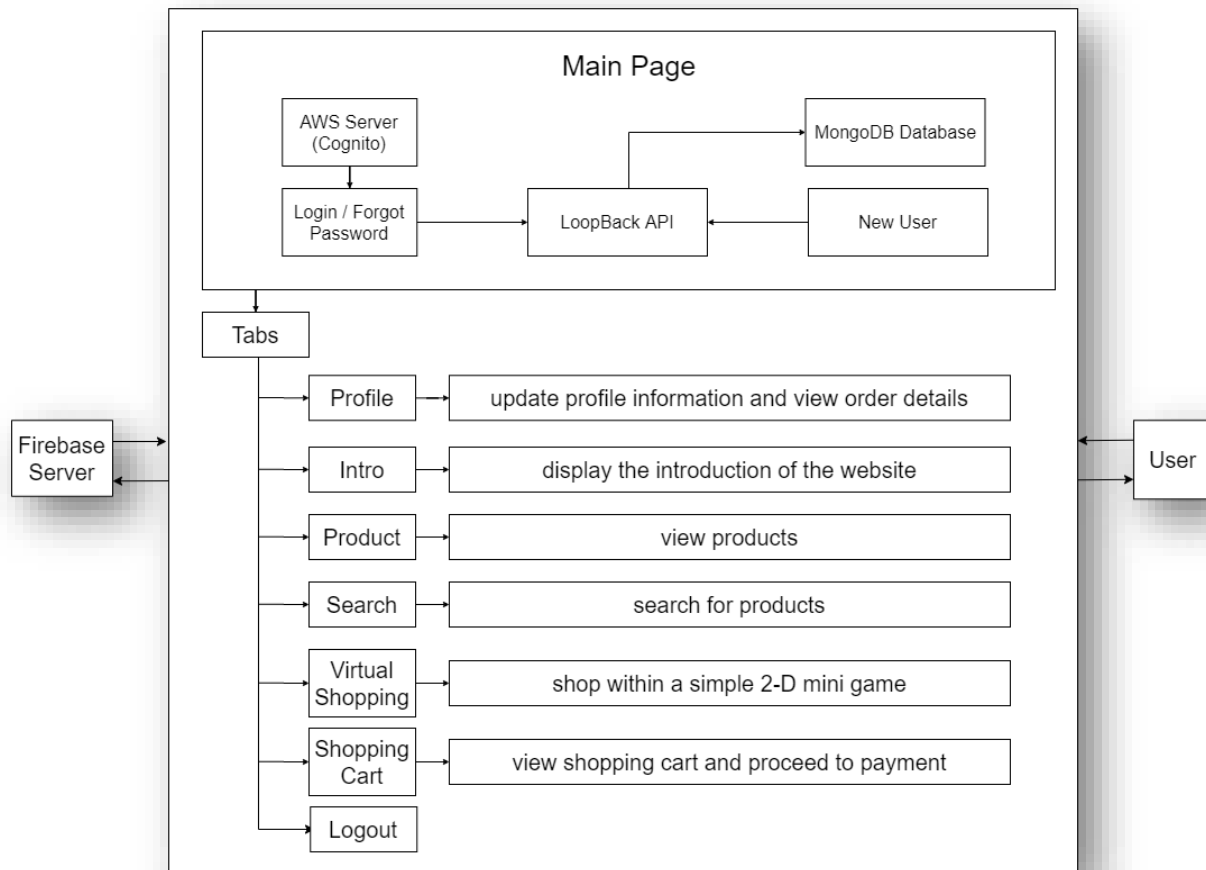 Main Page
AWS Server
(Cognito)
MongoDB Database
Login / Forgot
Password
LoopBack API
New User
Tabs
Profile
update profile information and view order details
Firebase
Server
User
Intro
display the introduction of the website
Product
view products
Search
search for products
Virtual
Shopping
shop within a simple 2-D mini game
Shopping
Cart
view shopping cart and proceed to payment
Logout